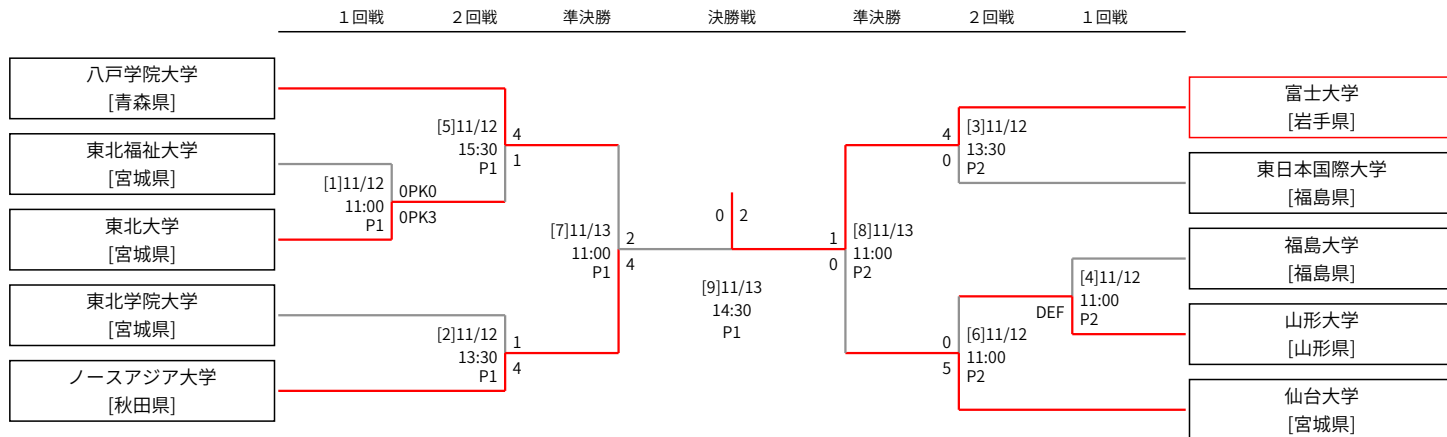 １回戦 ２回戦 準決勝 決勝戦 準決勝 ２回戦 １回戦
八戸学院大学
[青森県]
東北福祉大学
[宮城県]
東北大学
[宮城県]
東北学院大学
[宮城県]
ノースアジア大学
[秋田県]
[1]11/12
11:00
P1
0PK0
0PK3
[5]11/12
15:30
P1
4
1
[2]11/12
13:30
P1
1
4
[7]11/13
11:00
P1
2
4
0 2
[9]11/13
14:30
P1
1
0
[8]11/13
11:00
P2
4
0
[3]11/12
13:30
P2
0
5
[6]11/12
11:00
P2
DEF
[4]11/12
11:00
P2
富士大学
[岩手県]
東日本国際大学
[福島県]
福島大学
[福島県]
山形大学
[山形県]
仙台大学
[宮城県]